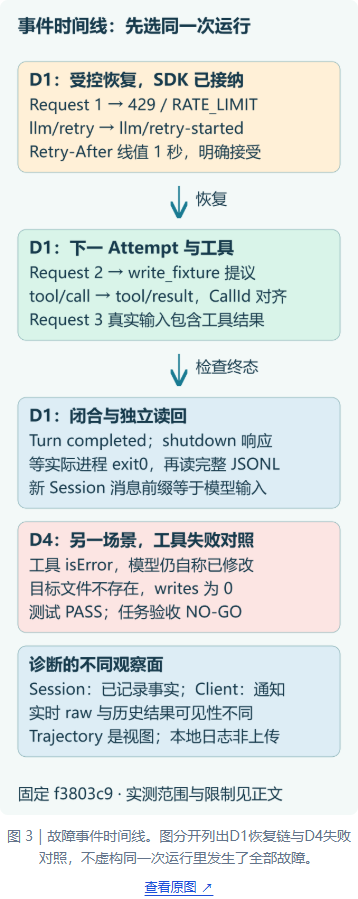 事件时间线：先选同一次运行
D1：受控恢复，SDK 已接纳
Request 1 → 429 / RATE_LIMIT
llm/retry → llm/retry-started
Retry-After 线值 1 秒，明确接受
恢复
D1：下一 Attempt 与工具
Request 2 → write_fixture 提议
tool/call → tool/result，CallId 对齐
Request 3 真实输入包含工具结果
检查终态
D1：闭合与独立读回
Turn completed；shutdown 响应
等实际进程 exit0，再读完整 JSONL
新 Session 消息前缀等于模型输入
D4：另一场景，工具失败对照
工具 isError，模型仍自称已修改
目标文件不存在，writes 为 0
测试 PASS；任务验收 NO-GO
诊断的不同观察面
Session：已记录事实；Client：通知
实时 raw 与历史结果可见性不同
Trajectory 是视图；本地日志非上传
固定 f3803c9 · 实测范围与限制见正文
图 3｜故障事件时间线。图分开列出D1恢复链与D4失败
对照，不虚构同一次运行里发生了全部故障。
查看原图 ↗